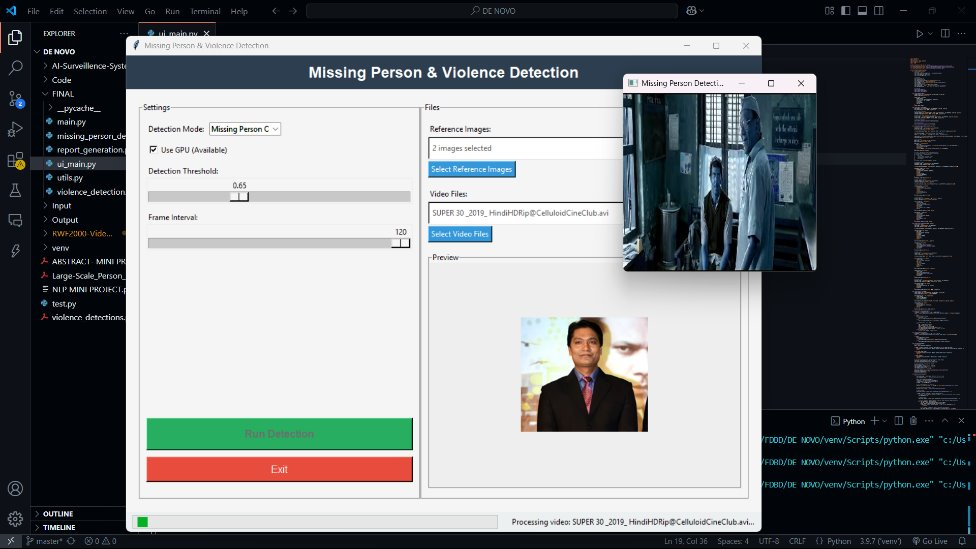 File Edit Selection View Go Run Terminal Help
DE NOVO
EXPLORER
ui_main.py
DE NOVO
AI-Surveillence-Syste
Code
FINAL
__pycache__
main.py
missing_person_de
report_generation.p
ui_main.py
utils.py
violence_detection.
Input
Output
RWF2000-Vide...
venv
ABSTRACT- MINI PR
Large-Scale_Person_
NLP MINI PROJECT.p
test.py
violence_detections.
OUTLINE
TIMELINE
2
Missing Person & Violence Detection
Missing Person & Violence Detection
Settings
Detection Mode: Missing Person C
Use GPU (Available)
Detection Threshold:
0.65
Frame Interval:
120
Run Detection
Exit
Files
Reference Images:
2 images selected
Select Reference Images
Video Files:
SUPER 30_2019_ HindiHDRip@CelluloidCineClub.avi
Select Video Files
Preview
Processing video: SUPER 30_2019_ HindiHDRip@CelluloidCineClub.avi...
Missing Person Detecti...
Python
/FDBD/DE NOVO/venv/Scripts/python.exe" "c:/Us
/FDBD/DE NOVO/venv/Scripts/python.exe" "c:/Us
/FDBD/DE NOVO/venv/Scripts/python.exe" "c:/Us
master* 0 0
Ln 19, Col 36 Spaces: 4 UTF-8 CRLF Python 3.9.7 ('venv') Go Live